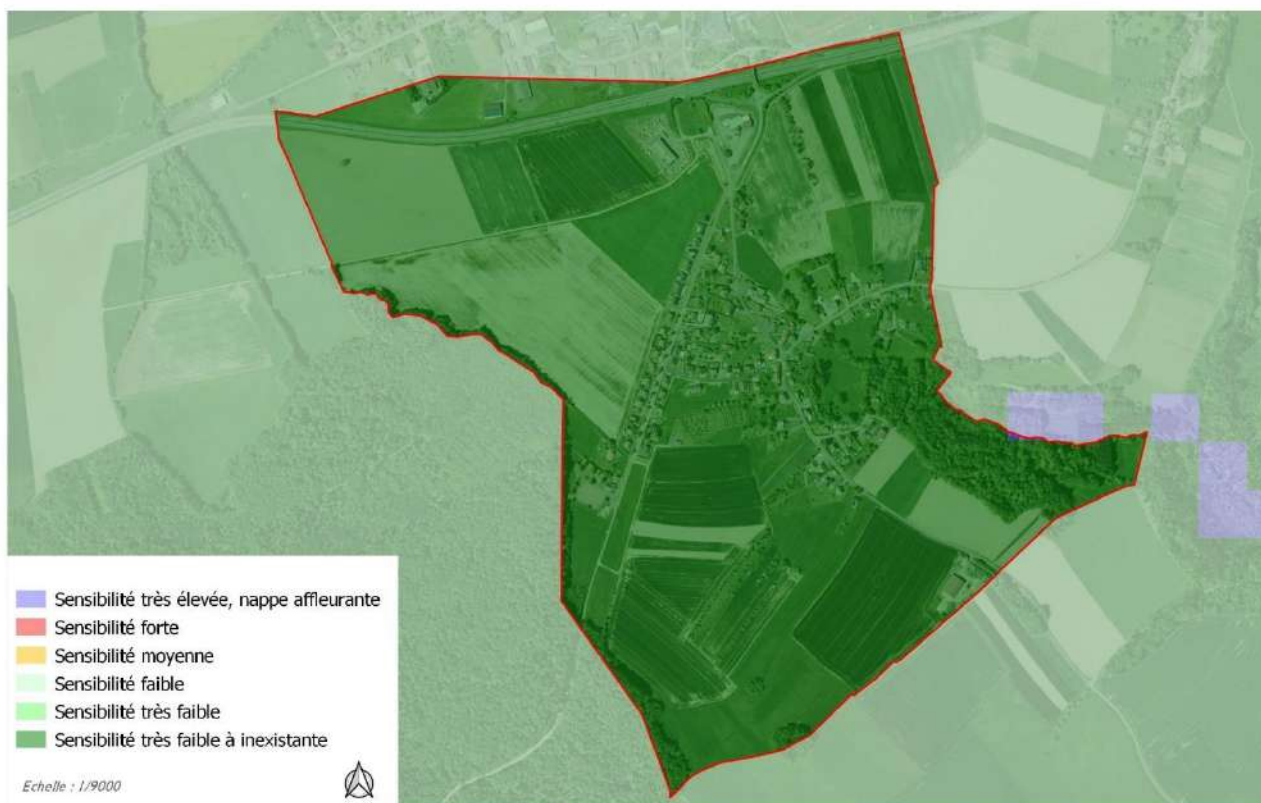 Sensibilité très élevée, nappe affleurante
Sensibilité forte
Sensibilité moyenne
Sensibilité faible
Sensibilité très faible
Sensibilité très faible à inexistante
Echelle : 1/9000